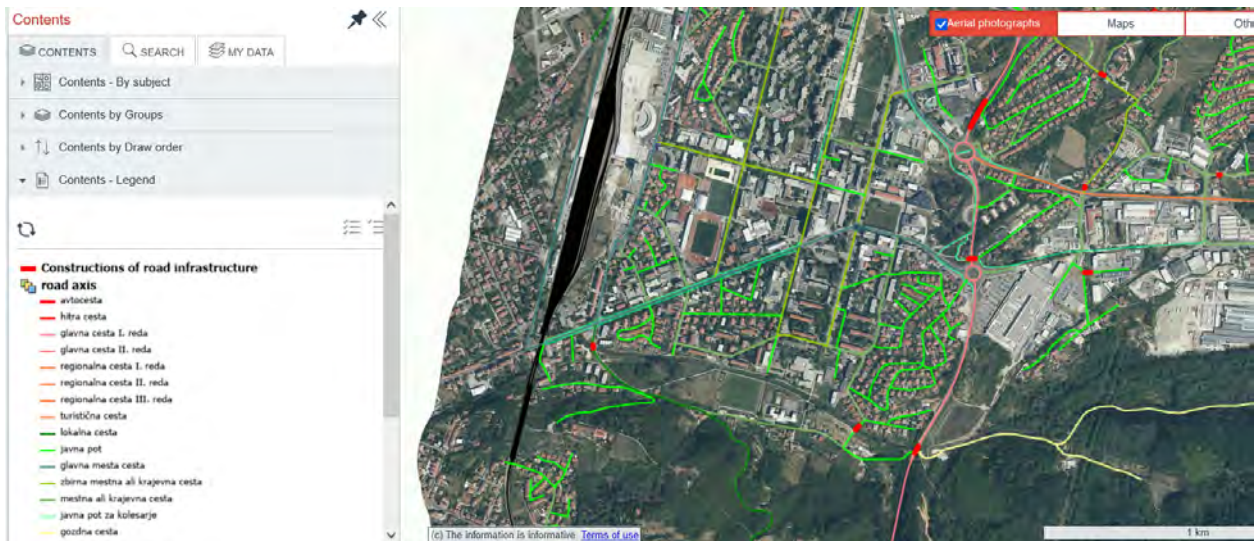 Contents
CONTENTS
SEARCH
MY DATA
Contents - By subject
Contents by Groups
Contents by Draw order
Contents - Legend
Constructions of road infrastructure
road axis
avtocesta
hitra cesta
glavna cesta I. reda
glavna cesta II. reda
regionalna cesta I. reda
regionalna cesta II. reda
regionalna cesta III. reda
turistična cesta
lokalna cesta
javna pot
glavna mesta cesta
zbirna mestna ali krajevna cesta
mestna ali krajevna cesta
javna pot za kolesarje
gozdna cesta
Aerial photographs
Maps
Oth
(c) The information is informative Terms of use
1 km